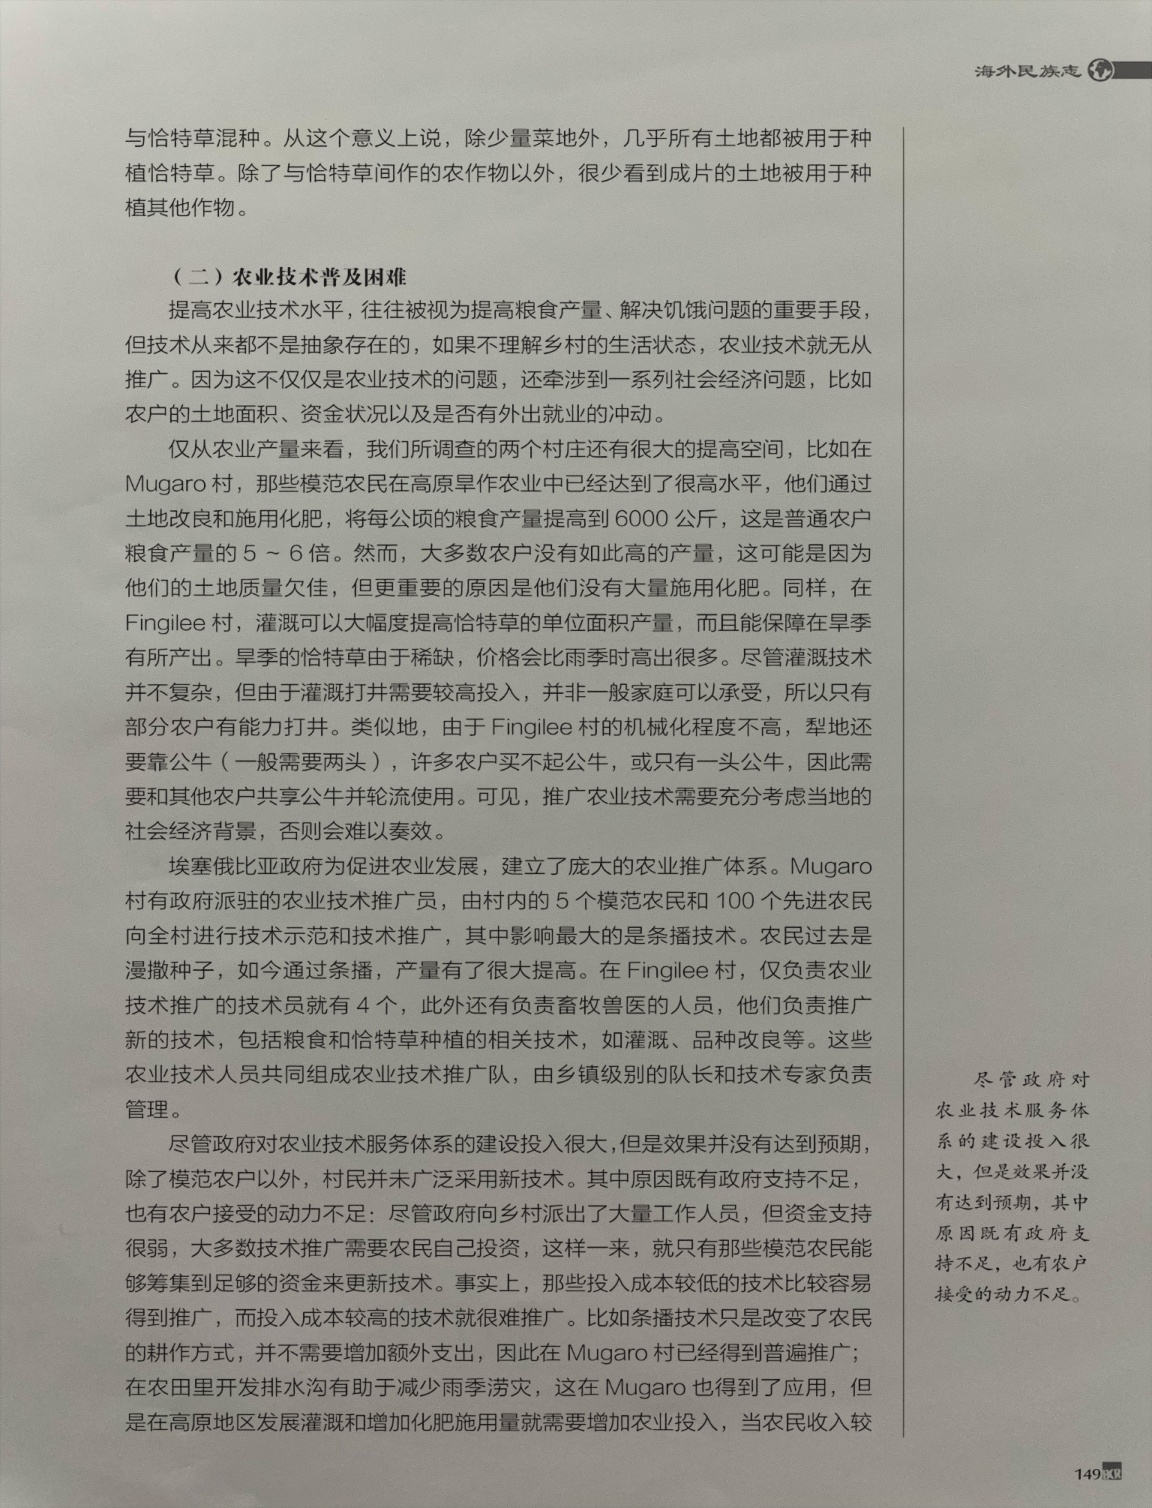 海外民族志
与恰特草混种。从这个意义上说，除少量菜地外，几乎所有土地都被用于种
植恰特草。除了与恰特草间作的农作物以外，很少看到成片的土地被用于种
植其他作物。
（二）农业技术普及困难
提高农业技术水平，往往被视为提高粮食产量、解决饥饿问题的重要手段，
但技术从来都不是抽象存在的，如果不理解乡村的生活状态，农业技术就无从
推广。因为这不仅仅是农业技术的问题，还牵涉到一系列社会经济问题，比如
农户的土地面积、资金状况以及是否有外出就业的冲动。
仅从农业产量来看，我们所调查的两个村庄还有很大的提高空间，比如在
Mugaro 村，那些模范农民在高原旱作农业中已经达到了很高水平，他们通过
土地改良和施用化肥，将每公顷的粮食产量提高到 6000 公斤，这是普通农户
粮食产量的 5 ～ 6 倍。然而，大多数农户没有如此高的产量，这可能是因为
他们的土地质量欠佳，但更重要的原因是他们没有大量施用化肥。同样，在
Fingilee 村，灌溉可以大幅度提高恰特草的单位面积产量，而且能保障在旱季
有所产出。旱季的恰特草由于稀缺，价格会比雨季时高出很多。尽管灌溉技术
并不复杂，但由于灌溉打井需要较高投入，并非一般家庭可以承受，所以只有
部分农户有能力打井。类似地，由于 Fingilee 村的机械化程度不高，犁地还
要靠公牛（一般需要两头），许多农户买不起公牛，或只有一头公牛，因此需
要和其他农户共享公牛并轮流使用。可见，推广农业技术需要充分考虑当地的
社会经济背景，否则会难以奏效。
埃塞俄比亚政府为促进农业发展，建立了庞大的农业推广体系。Mugaro
村有政府派驻的农业技术推广员，由村内的 5 个模范农民和 100 个先进农民
向全村进行技术示范和技术推广，其中影响最大的是条播技术。农民过去是
漫撒种子，如今通过条播，产量有了很大提高。在 Fingilee 村，仅负责农业
技术推广的技术员就有 4 个，此外还有负责畜牧兽医的人员，他们负责推广
新的技术，包括粮食和恰特草种植的相关技术，如灌溉、品种改良等。这些
农业技术人员共同组成农业技术推广队，由乡镇级别的队长和技术专家负责
管理。
尽管政府对农业技术服务体系的建设投入很大，但是效果并没有达到预期，
除了模范农户以外，村民并未广泛采用新技术。其中原因既有政府支持不足，
也有农户接受的动力不足：尽管政府向乡村派出了大量工作人员，但资金支持
很弱，大多数技术推广需要农民自己投资，这样一来，就只有那些模范农民能
够筹集到足够的资金来更新技术。事实上，那些投入成本较低的技术比较容易
得到推广，而投入成本较高的技术就很难推广。比如条播技术只是改变了农民
的耕作方式，并不需要增加额外支出，因此在 Mugaro 村已经得到普遍推广；
在农田里开发排水沟有助于减少雨季涝灾，这在 Mugaro 也得到了应用，但
是在高原地区发展灌溉和增加化肥施用量就需要增加农业投入，当农民收入较
尽管政府对
农业技术服务体
系的建设投入很
大，但是效果并没
有达到预期，其中
原因既有政府支
持不足，也有农户
接受的动力不足。
149